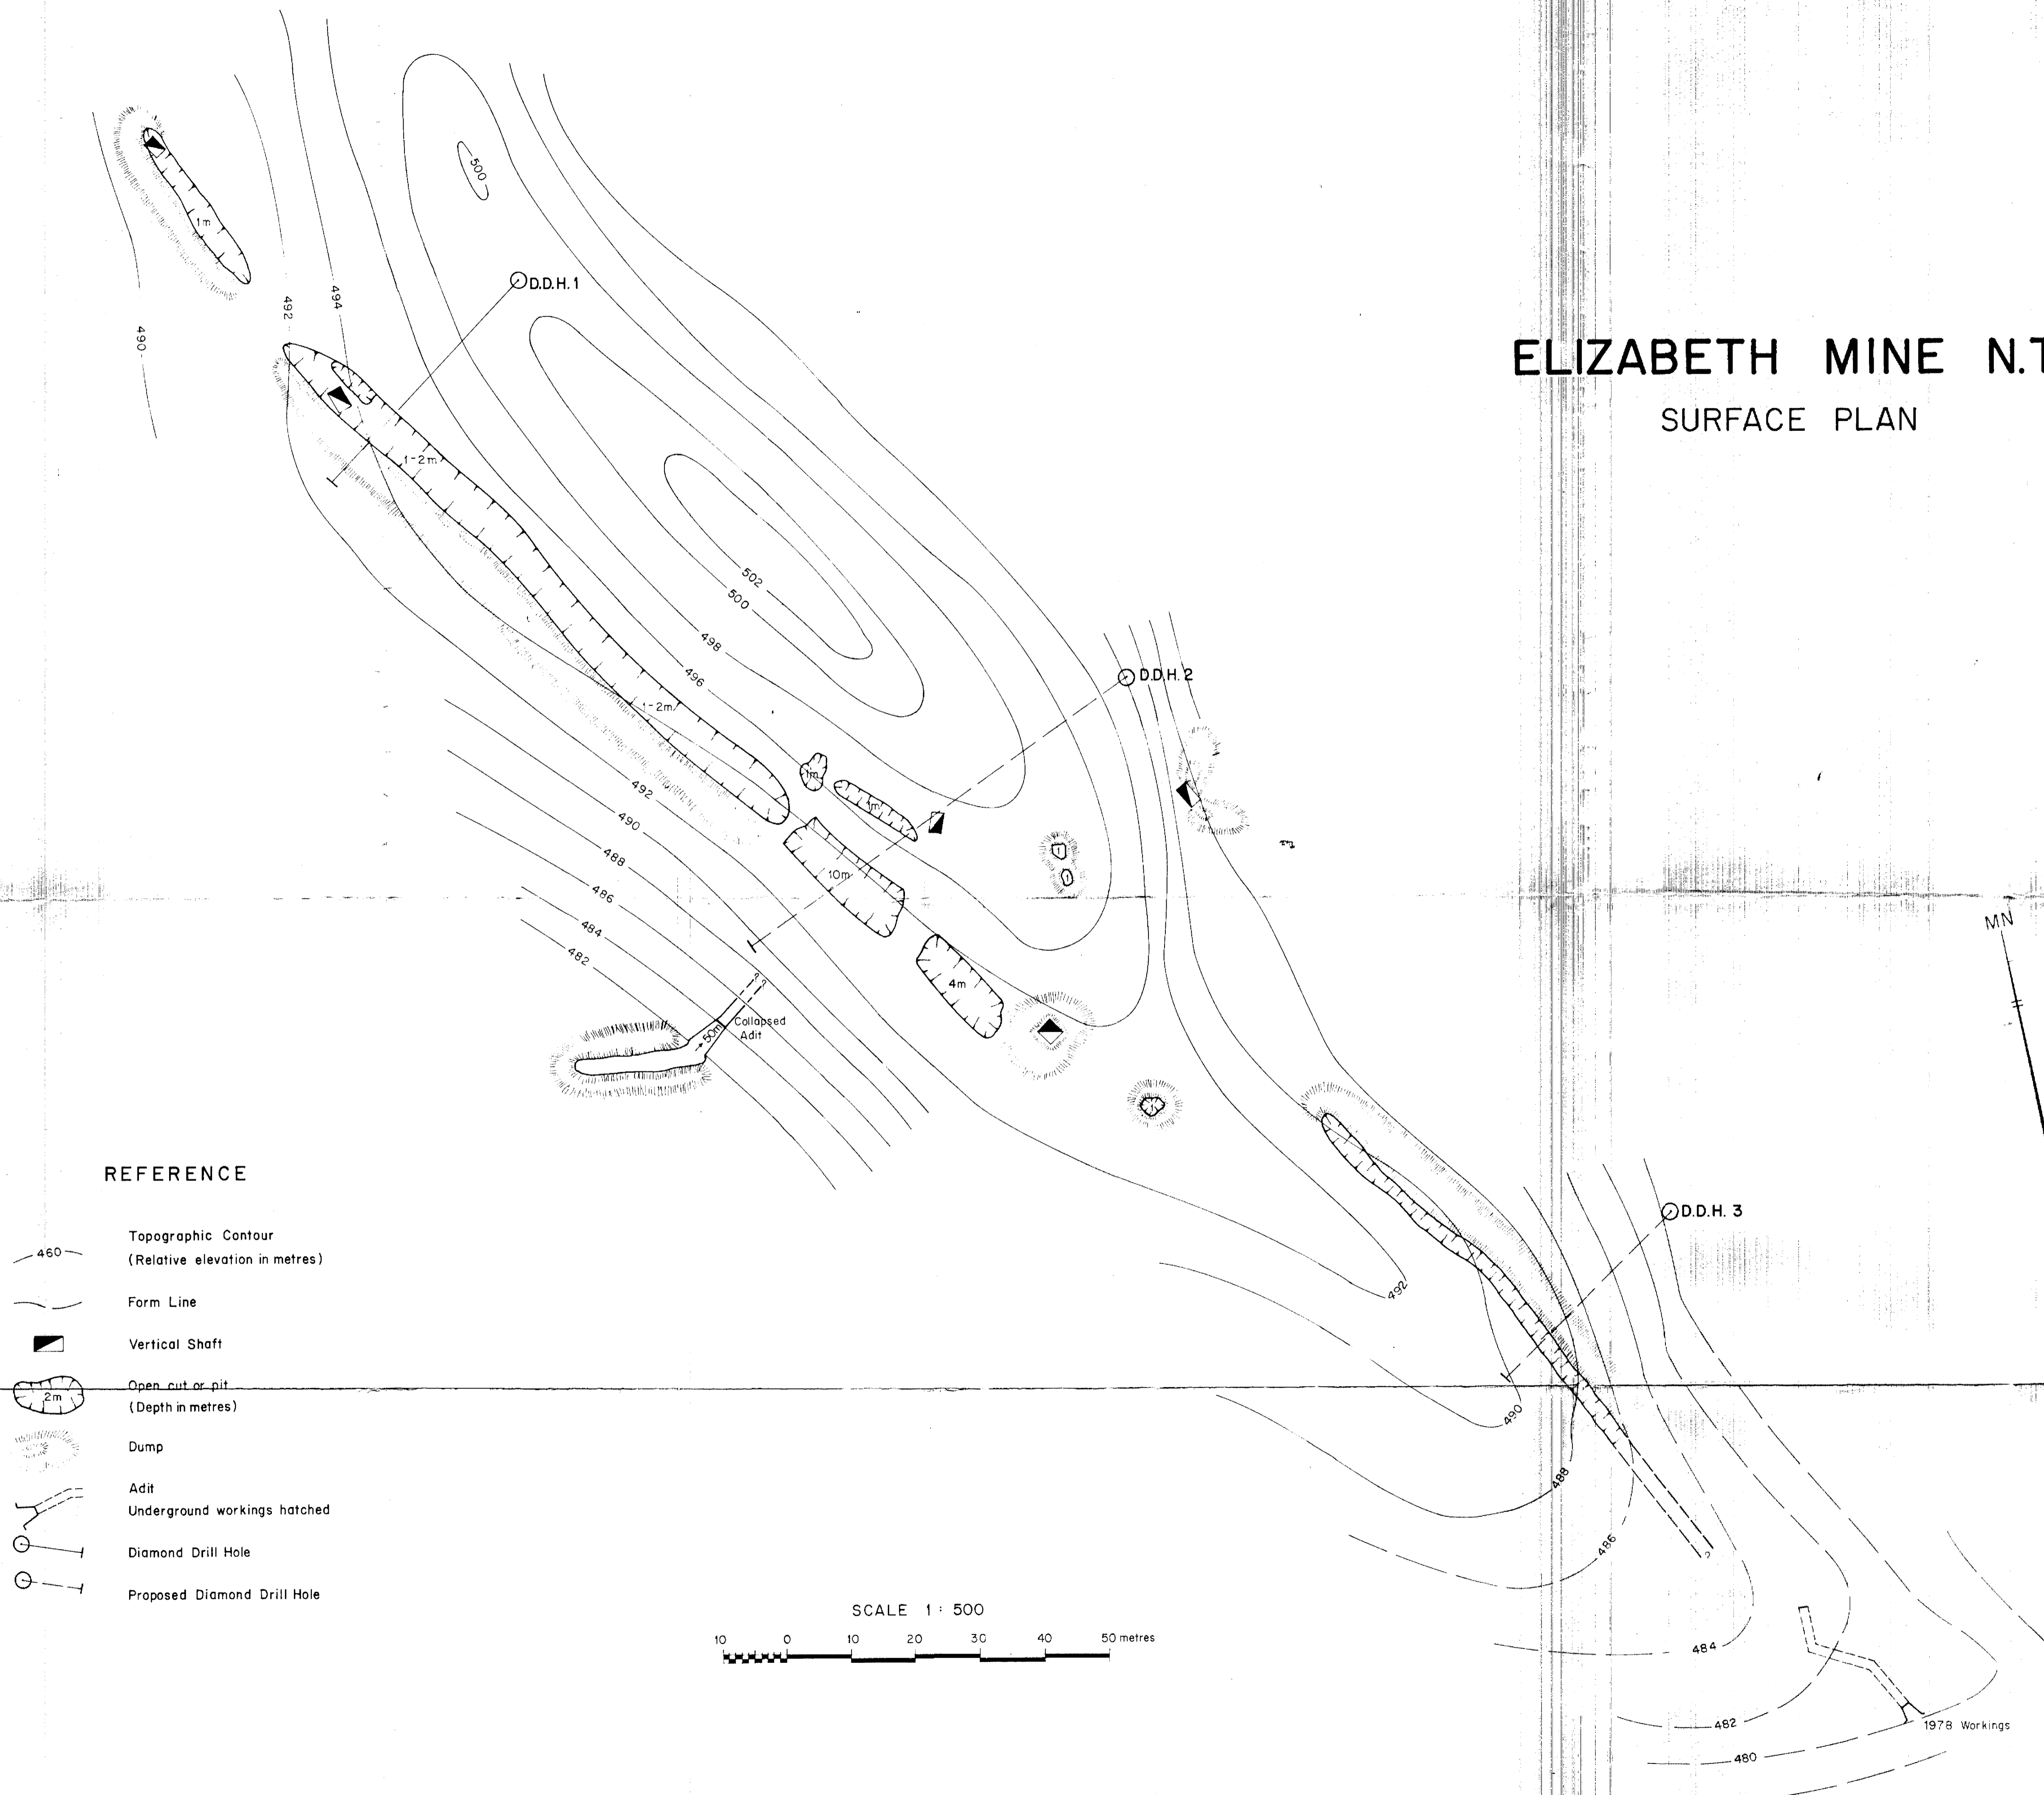 500
1m
D.D.H.1
494
492
490
ELIZABETH MINE N.T
SURFACE PLAN
1-2m
502
500
498
496
D.D.H.2
1-2m
1m
1m
492
490
488
10m
486
484
482
4m
MN
? ?
50m
Collapsed
Adit
REFERENCE
Topographic Contour
(Relative elevation in metres)
460
Form Line
Vertical Shaft
Open cut or pit
(Depth in metres)
2m
Dump
Adit
Underground workings hatched
Diamond Drill Hole
Proposed Diamond Drill Hole
D.D.H. 3
492
490
488
486
?
484
482
480
1978 Workings
SCALE 1 : 500
10 0 10 20 30 40 50 metres